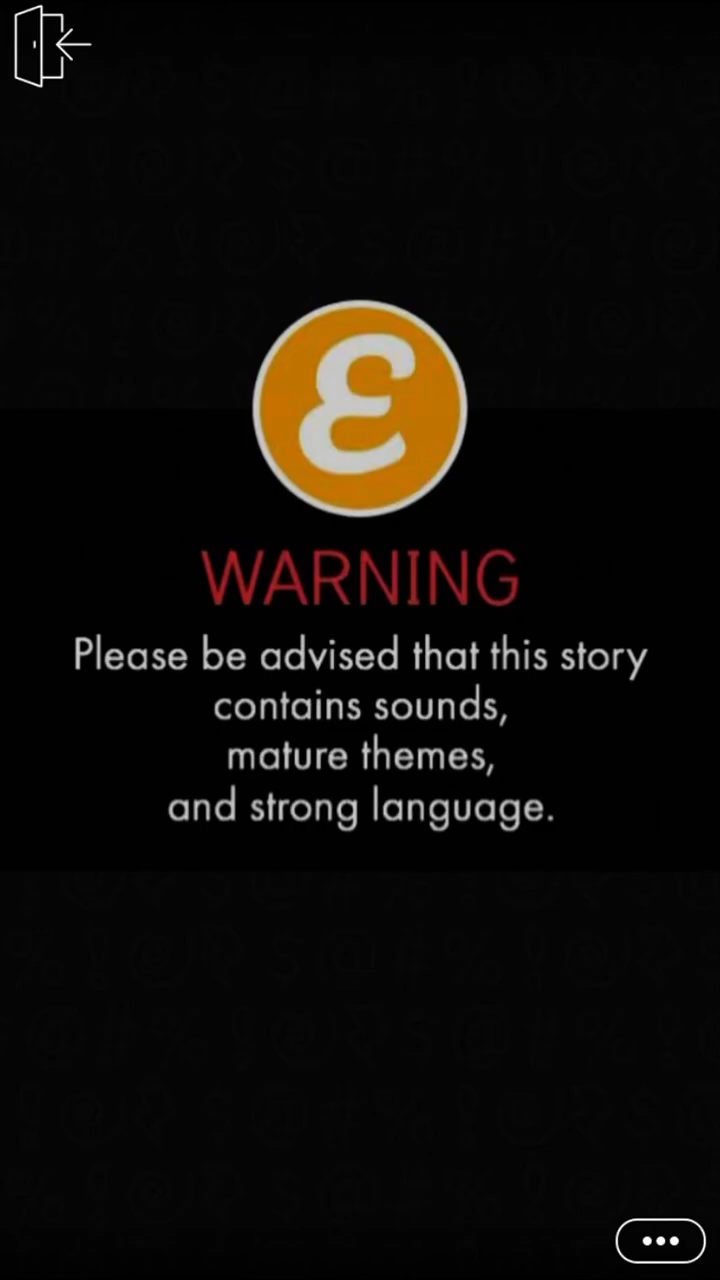 ε
WARNING
Please be advised that this story
contains sounds,
mature themes,
and strong language.